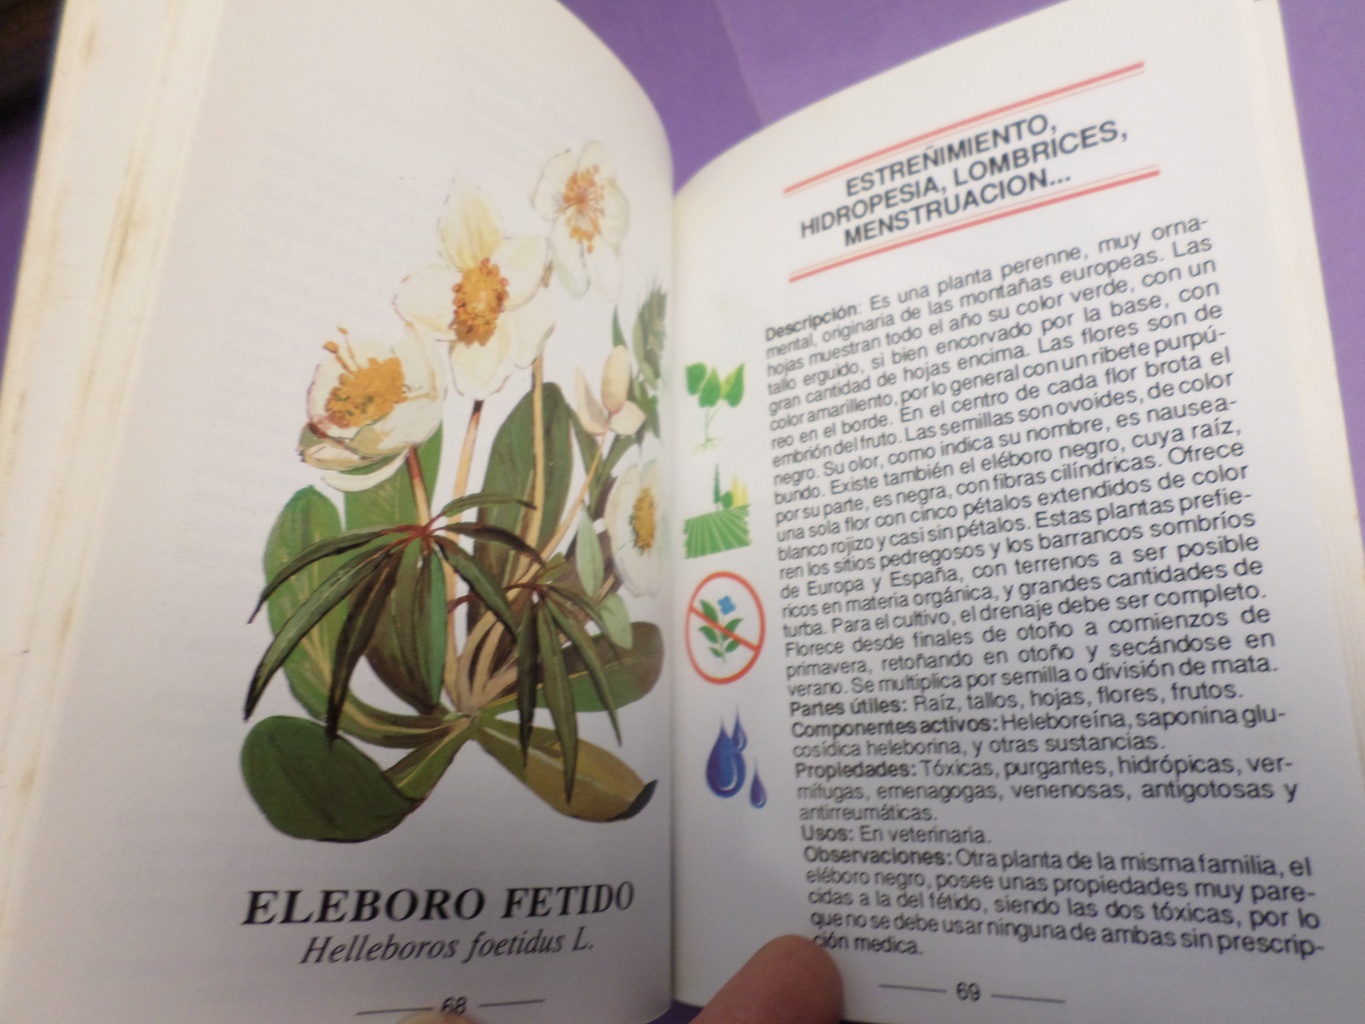 ELEBORO FETIDO
Helleboros foetidus L.
68
ESTREÑIMIENTO,
HIDROPESIA, LOMBRICES,
MENSTRUACION...
Descripción: Es una planta perenne, muy orna-
mental, originaria de las montañas europeas. Las
hojas muestran todo el año su color verde, con un
tallo erguido, si bien encorvado por la base, con
gran cantidad de hojas encima. Las flores son de
color amarillento, por lo general con un ribete purpú-
reo en el borde. En el centro de cada flor brota el
embrión del fruto. Las semillas son ovoides, de color
negro. Su olor, como indica su nombre, es nausea-
bundo. Existe también el eléboro negro, cuya raíz,
por su parte, es negra, con fibras cilíndricas. Ofrece
una sola flor con cinco pétalos extendidos de color
blanco rojizo y casi sin pétalos. Estas plantas prefie-
ren los sitios pedregosos y los barrancos sombríos
de Europa y España, con terrenos a ser posible
ricos en materia orgánica, y grandes cantidades de
turba. Para el cultivo, el drenaje debe ser completo.
Florece desde finales de otoño a comienzos de
primavera, retoñando en otoño y secándose en
verano. Se multiplica por semilla o división de mata.
Partes útiles: Raíz, tallos, hojas, flores, frutos.
Componentes activos: Heleboreína, saponina glu-
cosídica heleborina, y otras sustancias.
Propiedades: Tóxicas, purgantes, hidrópicas, ver-
mífugas, emenagogas, venenosas, antigotosas y
antirreumáticas.
Usos: En veterinaria.
Observaciones: Otra planta de la misma familia, el
eléboro negro, posee unas propiedades muy pare-
cidas a la del fétido, siendo las dos tóxicas, por lo
que no se debe usar ninguna de ambas sin prescrip-
ción medica.
69